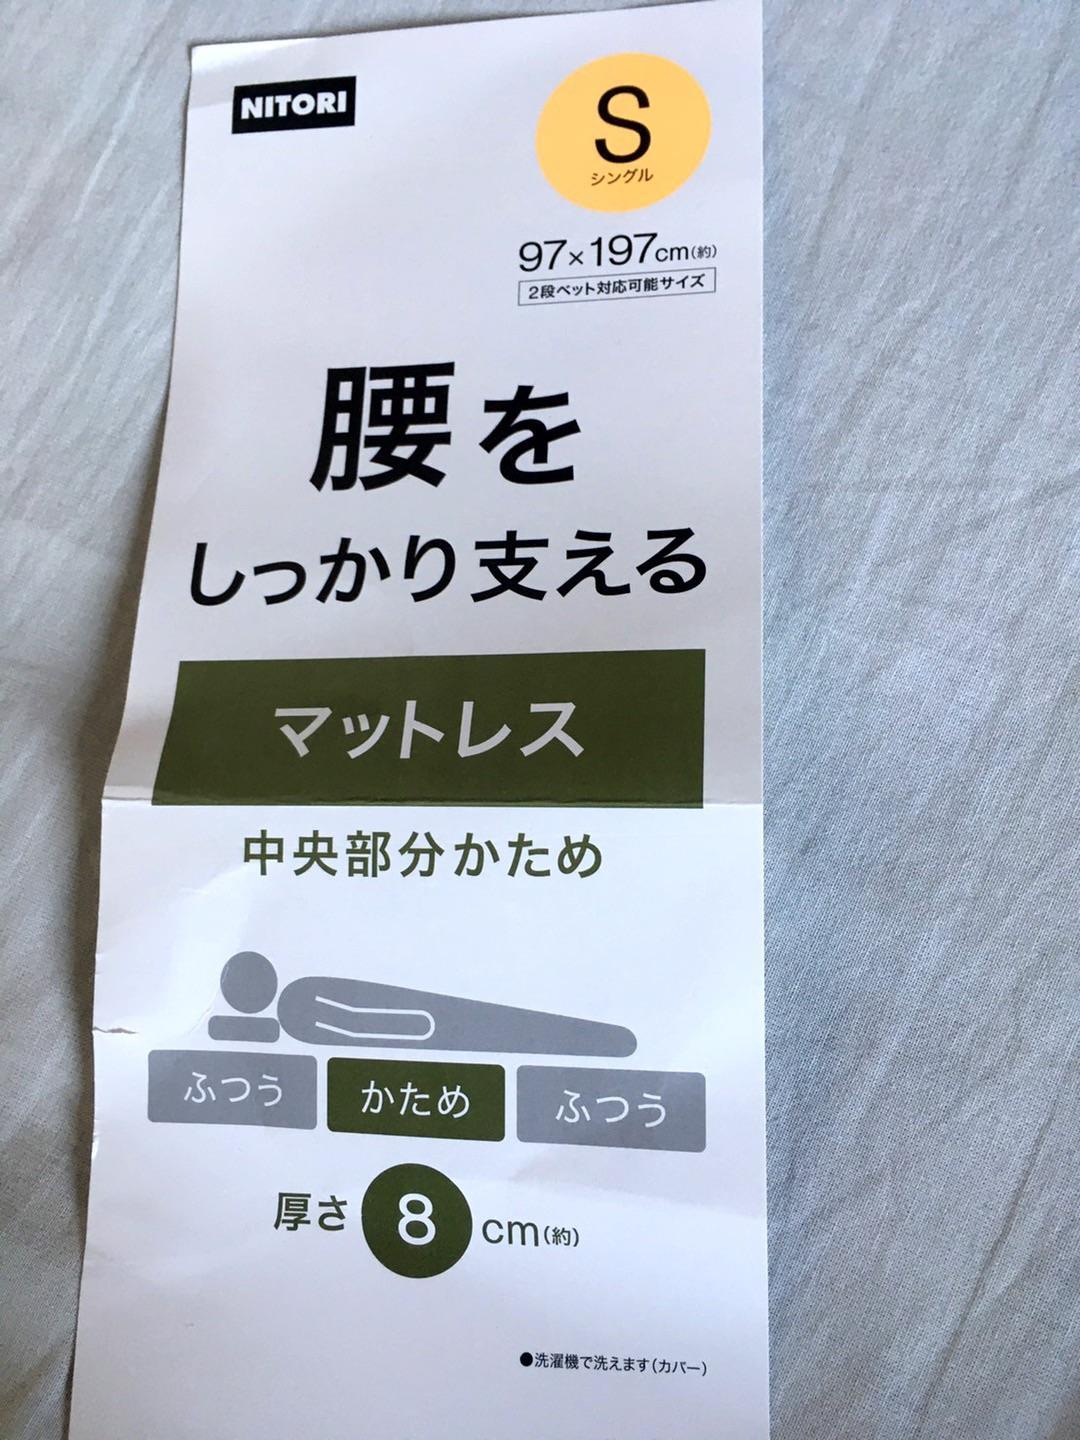 NITORI
S
シングル
97×197cm(約)
2段ベット対応可能サイズ
腰を
しっかり支える
マットレス
中央部分かため
ふつう かため ふつう
厚さ 8 cm(約)
●洗濯機で洗えます(カバー)